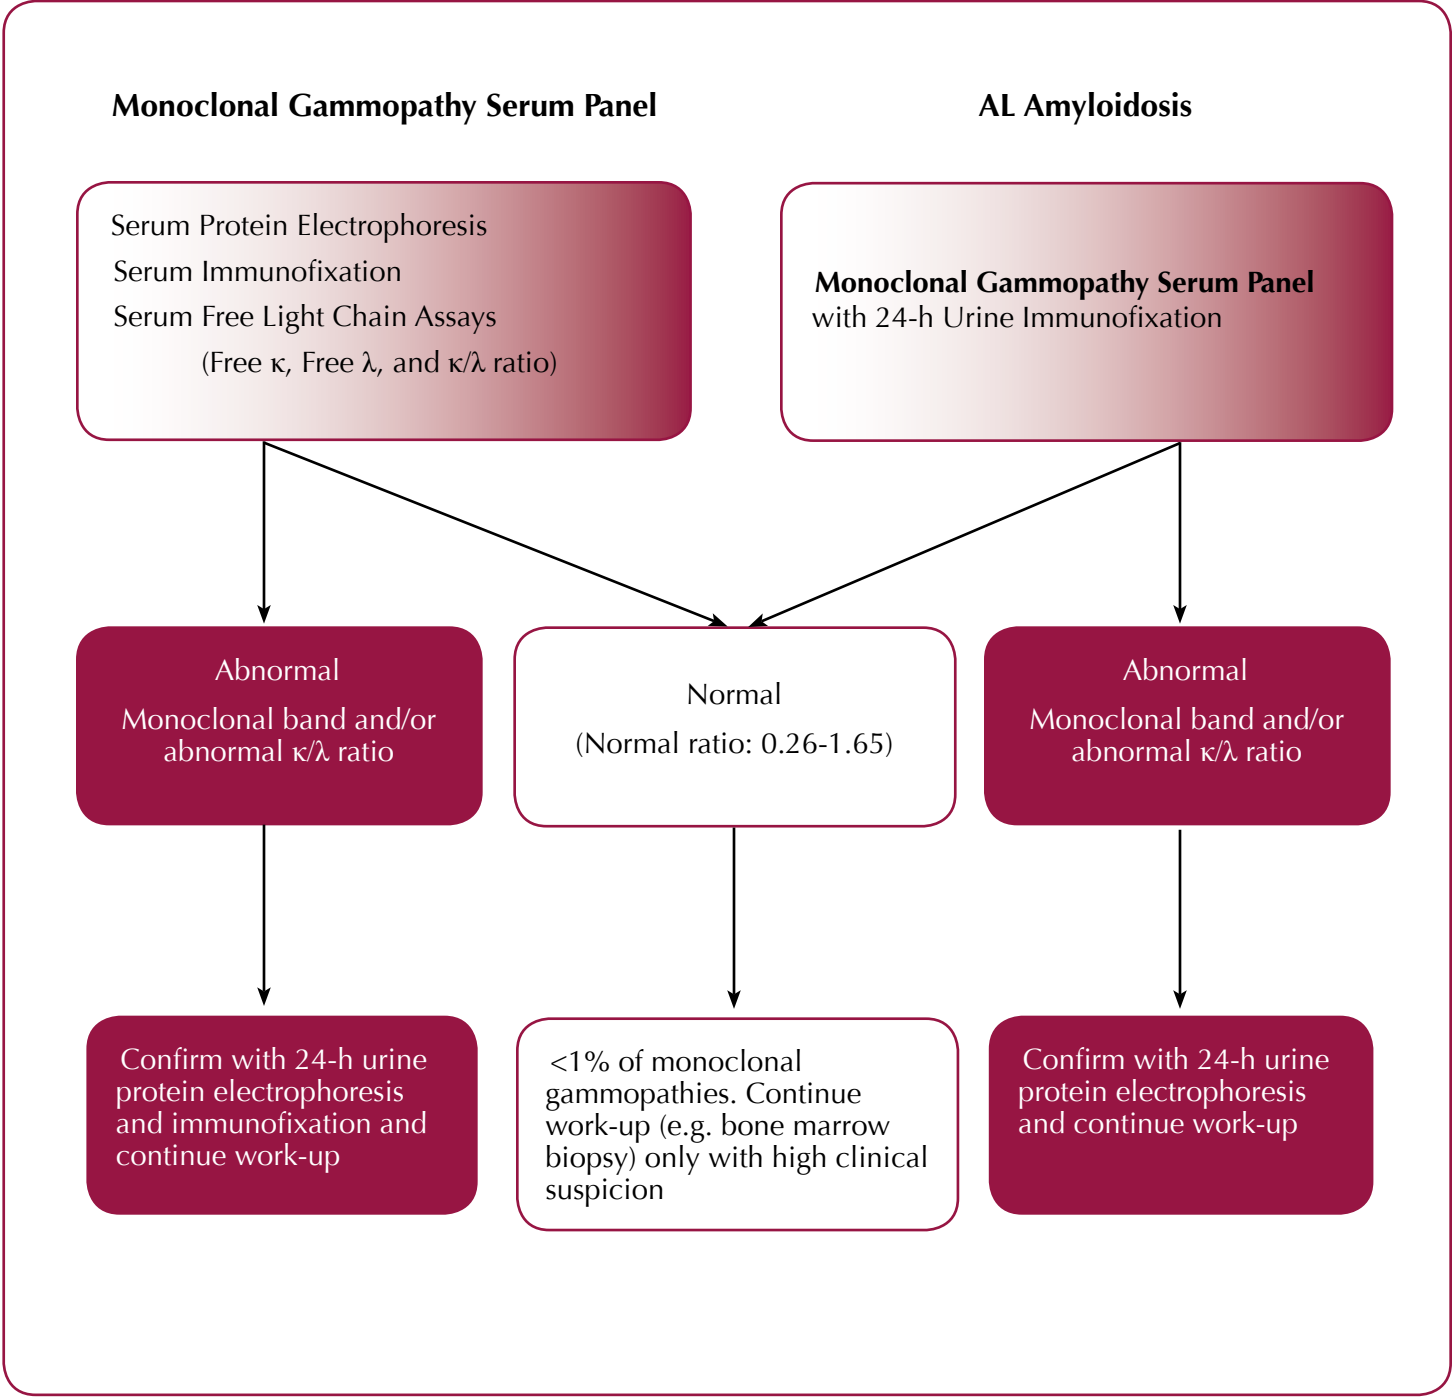 Monoclonal Gammopathy Serum Panel
AL Amyloidosis
Serum Protein Electrophoresis
Serum Immunofixation
Serum Free Light Chain Assays
(Free κ, Free λ, and κ/λ ratio)
Monoclonal Gammopathy Serum Panel
with 24-h Urine Immunofixation
Abnormal
Monoclonal band and/or
abnormal κ/λ ratio
Normal
(Normal ratio: 0.26-1.65)
Abnormal
Monoclonal band and/or
abnormal κ/λ ratio
Confirm with 24-h urine
protein electrophoresis
and immunofixation and
continue work-up
<1% of monoclonal
gammopathies. Continue
work-up (e.g. bone marrow
biopsy) only with high clinical
suspicion
Confirm with 24-h urine
protein electrophoresis
and continue work-up